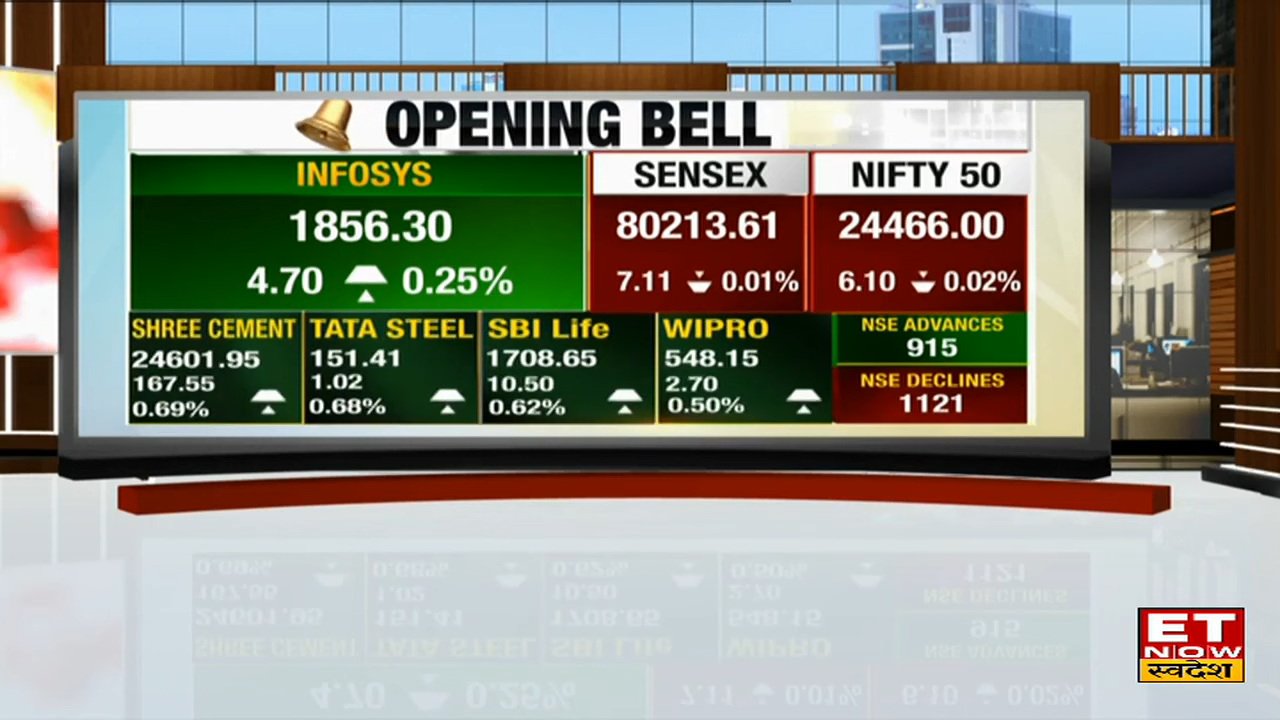 OPENING BELL
INFOSYS
1856.30
4.70 0.25%
SENSEX
80213.61
7.11 0.01%
NIFTY 50
24466.00
6.10 0.02%
SHREE CEMENT
24601.95
167.55
0.69%
TATA STEEL
151.41
1.02
0.68%
SBI Life
1708.65
10.50
0.62%
WIPRO
548.15
2.70
0.50%
NSE ADVANCES
915
NSE DECLINES
1121
ET
NOW
स्वदेश